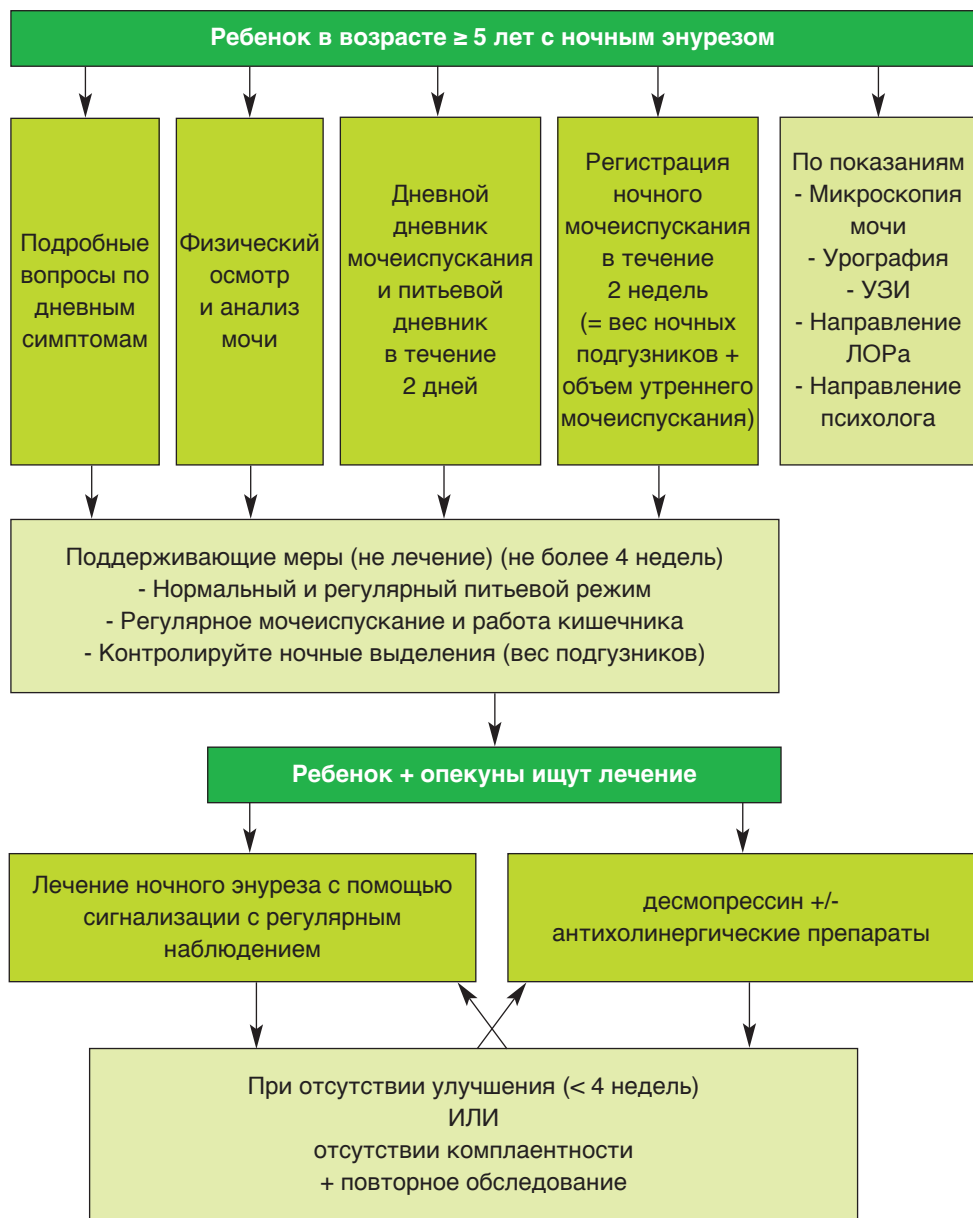 Ребенок в возрасте ≥ 5 лет с ночным энурезом
Подробные
вопросы по
дневным
симптомам
Физический
осмотр
и анализ
мочи
Дневной
дневник
мочеиспускания
и питьевой
дневник
в течение
2 дней
Регистрация
ночного
мочеиспускания
в течение
2 недель
(= вес ночных
подгузников +
объем утреннего
мочеиспускания)
По показаниям
- Микроскопия
мочи
- Урография
- УЗИ
- Направление
ЛОРа
- Направление
психолога
Поддерживающие меры (не лечение) (не более 4 недель)
- Нормальный и регулярный питьевой режим
- Регулярное мочеиспускание и работа кишечника
- Контролируйте ночные выделения (вес подгузников)
Ребенок + опекуны ищут лечение
Лечение ночного энуреза с помощью
сигнализации с регулярным
наблюдением
десмопрессин +/-
антихолинергические препараты
При отсутствии улучшения (< 4 недель)
ИЛИ
отсутствии комплаентности
+ повторное обследование